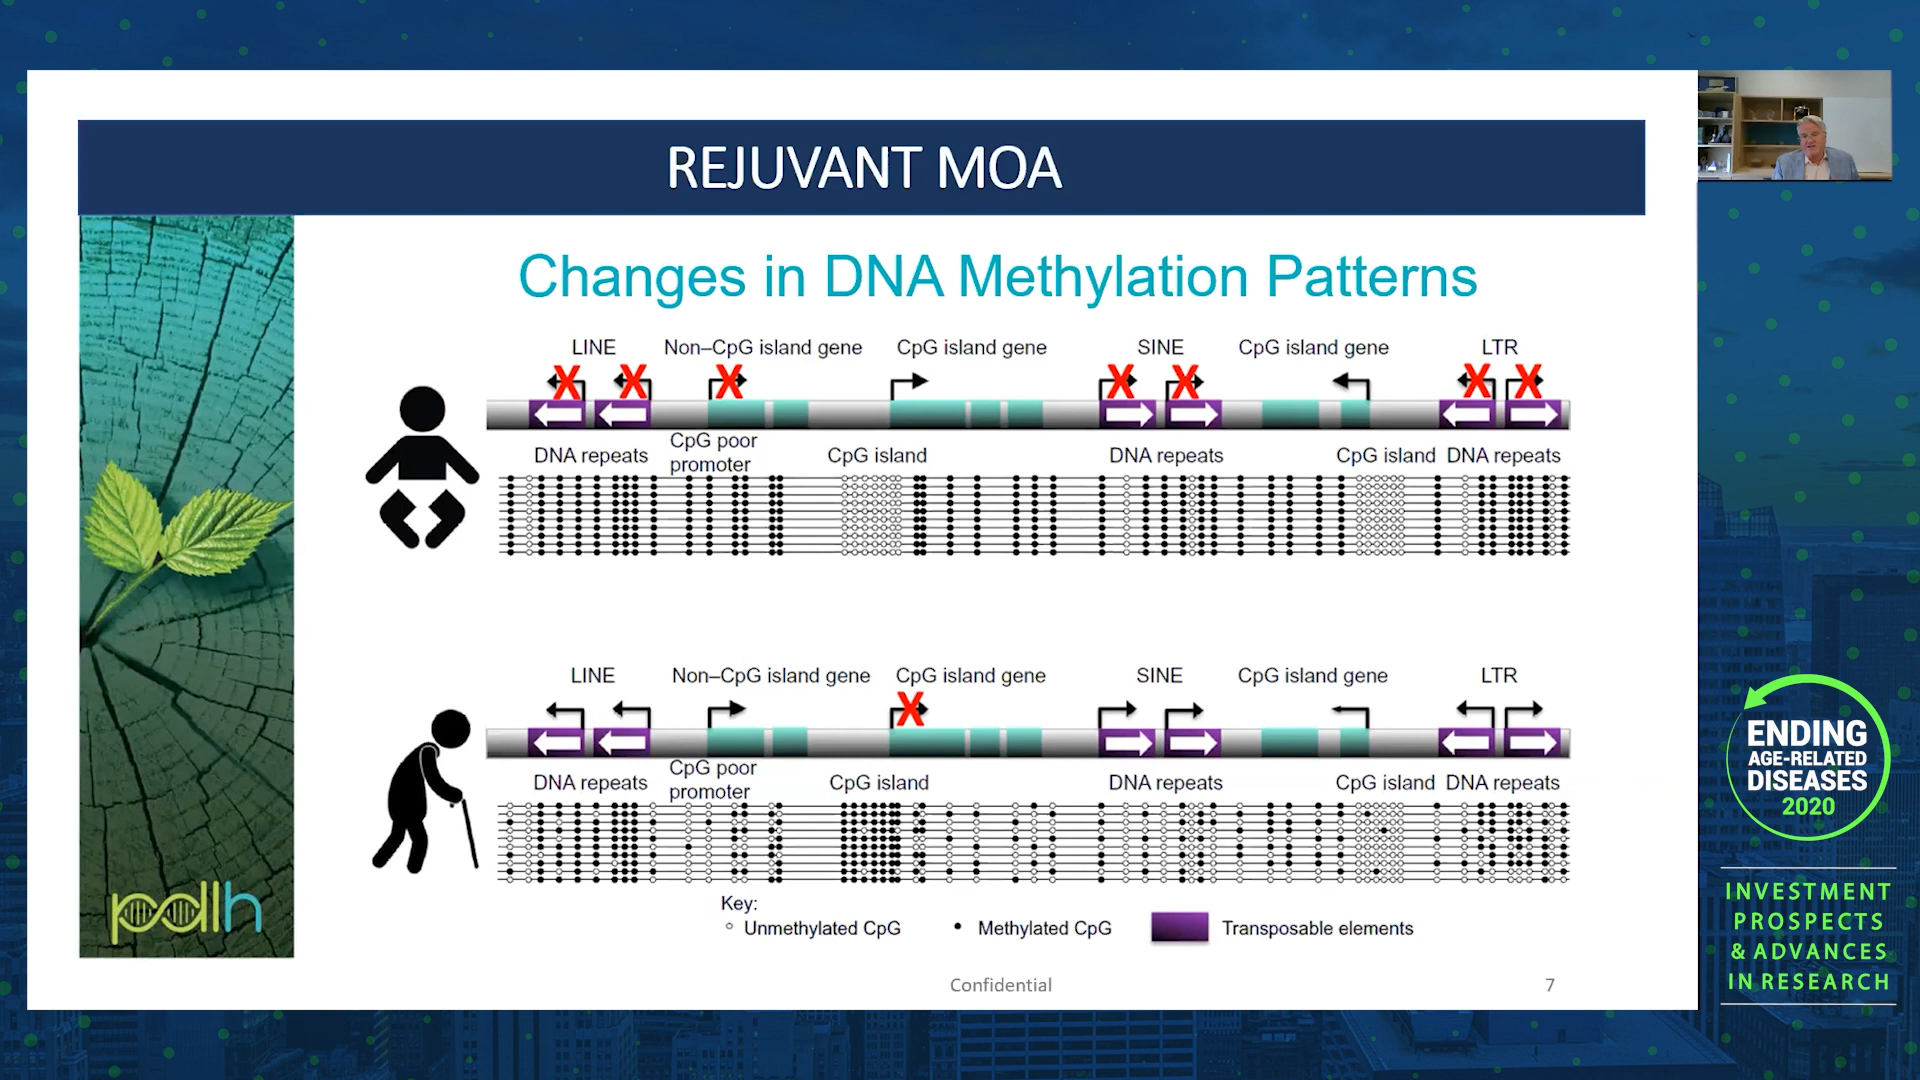 REJUVANT MOA
Changes in DNA Methylation Patterns
LINE Non–CpG island gene CpG island gene SINE CpG island gene LTR
X X X X X X X
DNA repeats CpG poor promoter CpG island DNA repeats CpG island DNA repeats
LINE Non–CpG island gene CpG island gene SINE CpG island gene LTR
X
DNA repeats CpG poor promoter CpG island DNA repeats CpG island DNA repeats
Key:
Unmethylated CpG Methylated CpG Transposable elements
Confidential 7
pdllh
ENDING
AGE-RELATED
DISEASES
2020
INVESTMENT
PROSPECTS
& ADVANCES
IN RESEARCH